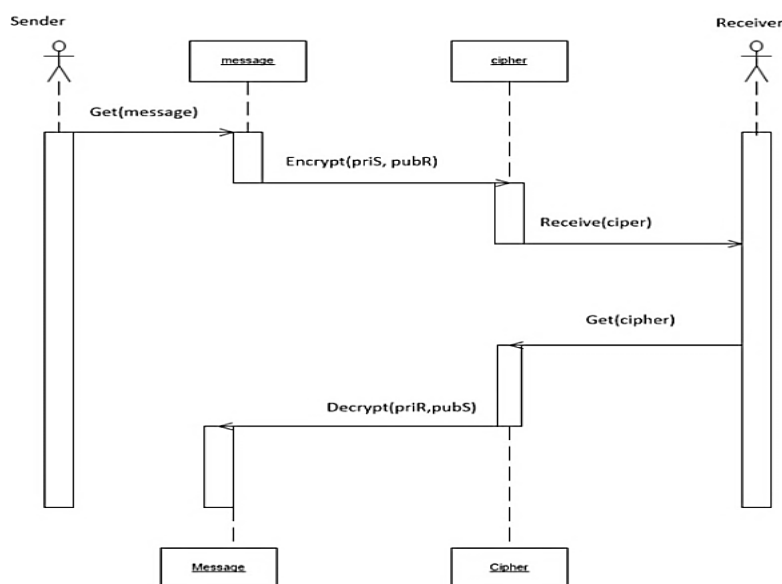 Sender
Receiver
message
cipher
Get(message)
Encrypt(priS, pubR)
Receive(ciper)
Get(cipher)
Decrypt(priR,pubS)
Message
Cipher